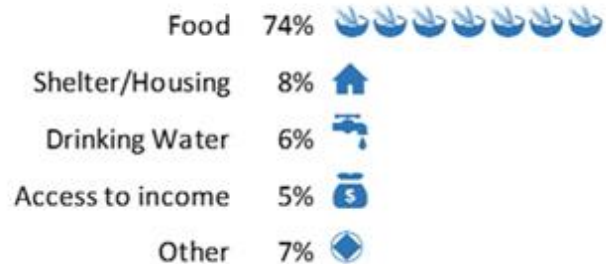 Food 74%
Shelter/Housing 8%
Drinking Water 6%
Access to income 5% $
Other 7%